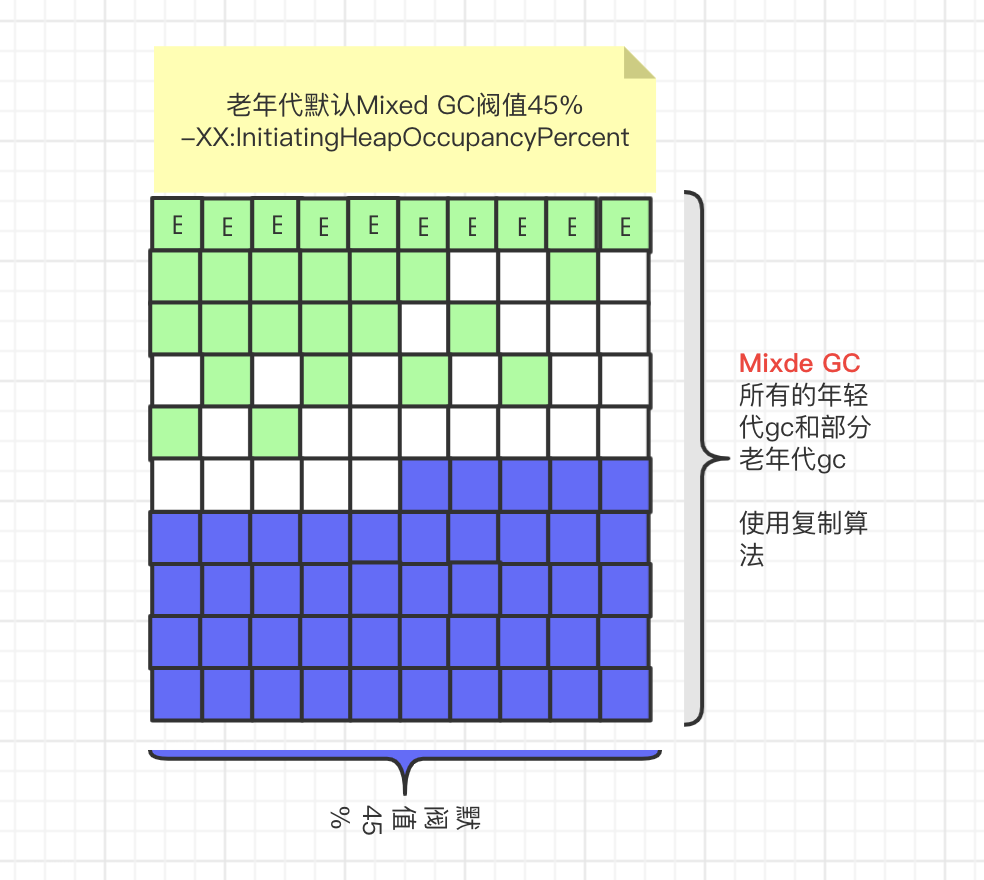 老年代默认Mixed GC阀值45%
-XX:InitiatingHeapOccupancyPercent
E E E E E E E E E E
Mixde GC
所有的年轻
代gc和部分
老年代gc
使用复制算
法
默阀值45%